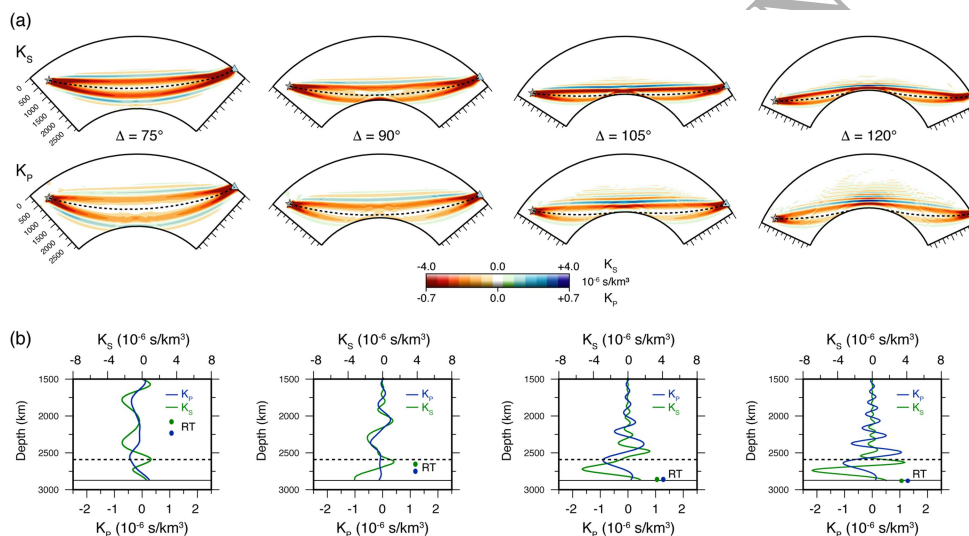 (a)
K_S
0
500
1000
1500
2000
2500
Δ = 75°
Δ = 90°
Δ = 105°
Δ = 120°
K_P
0
500
1000
1500
2000
2500
-4.0 0.0 +4.0 K_S
10⁻⁶ s/km³
-0.7 0.0 +0.7 K_P
(b)
K_S (10⁻⁶ s/km³) K_S (10⁻⁶ s/km³) K_S (10⁻⁶ s/km³) K_S (10⁻⁶ s/km³)
-8 -4 0 4 8 -8 -4 0 4 8 -8 -4 0 4 8 -8 -4 0 4 8
Depth (km) 1500 2000 2500 3000 K_P K_S RT
Depth (km) 1500 2000 2500 3000 RT
Depth (km) 1500 2000 2500 3000 K_P K_S RT
Depth (km) 1500 2000 2500 3000 K_P K_S RT
-2 -1 0 1 2 -2 -1 0 1 2 -2 -1 0 1 2 -2 -1 0 1 2
K_P (10⁻⁶ s/km³) K_P (10⁻⁶ s/km³) K_P (10⁻⁶ s/km³) K_P (10⁻⁶ s/km³)